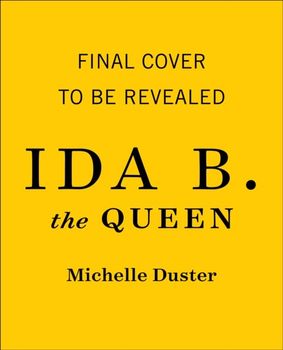 FINAL COVER
TO BE REVEALED
IDA B.
the QUEEN
Michelle Duster